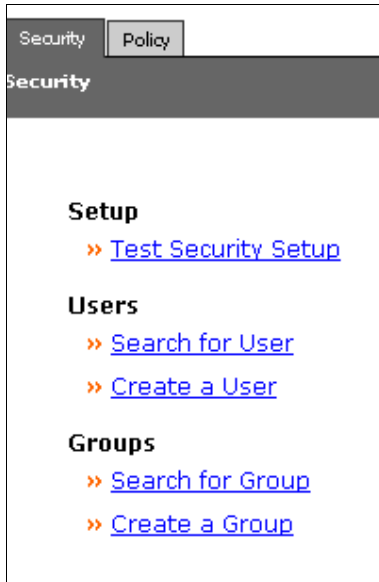 Security Policy
Security
Setup
» Test Security Setup
Users
» Search for User
» Create a User
Groups
» Search for Group
» Create a Group